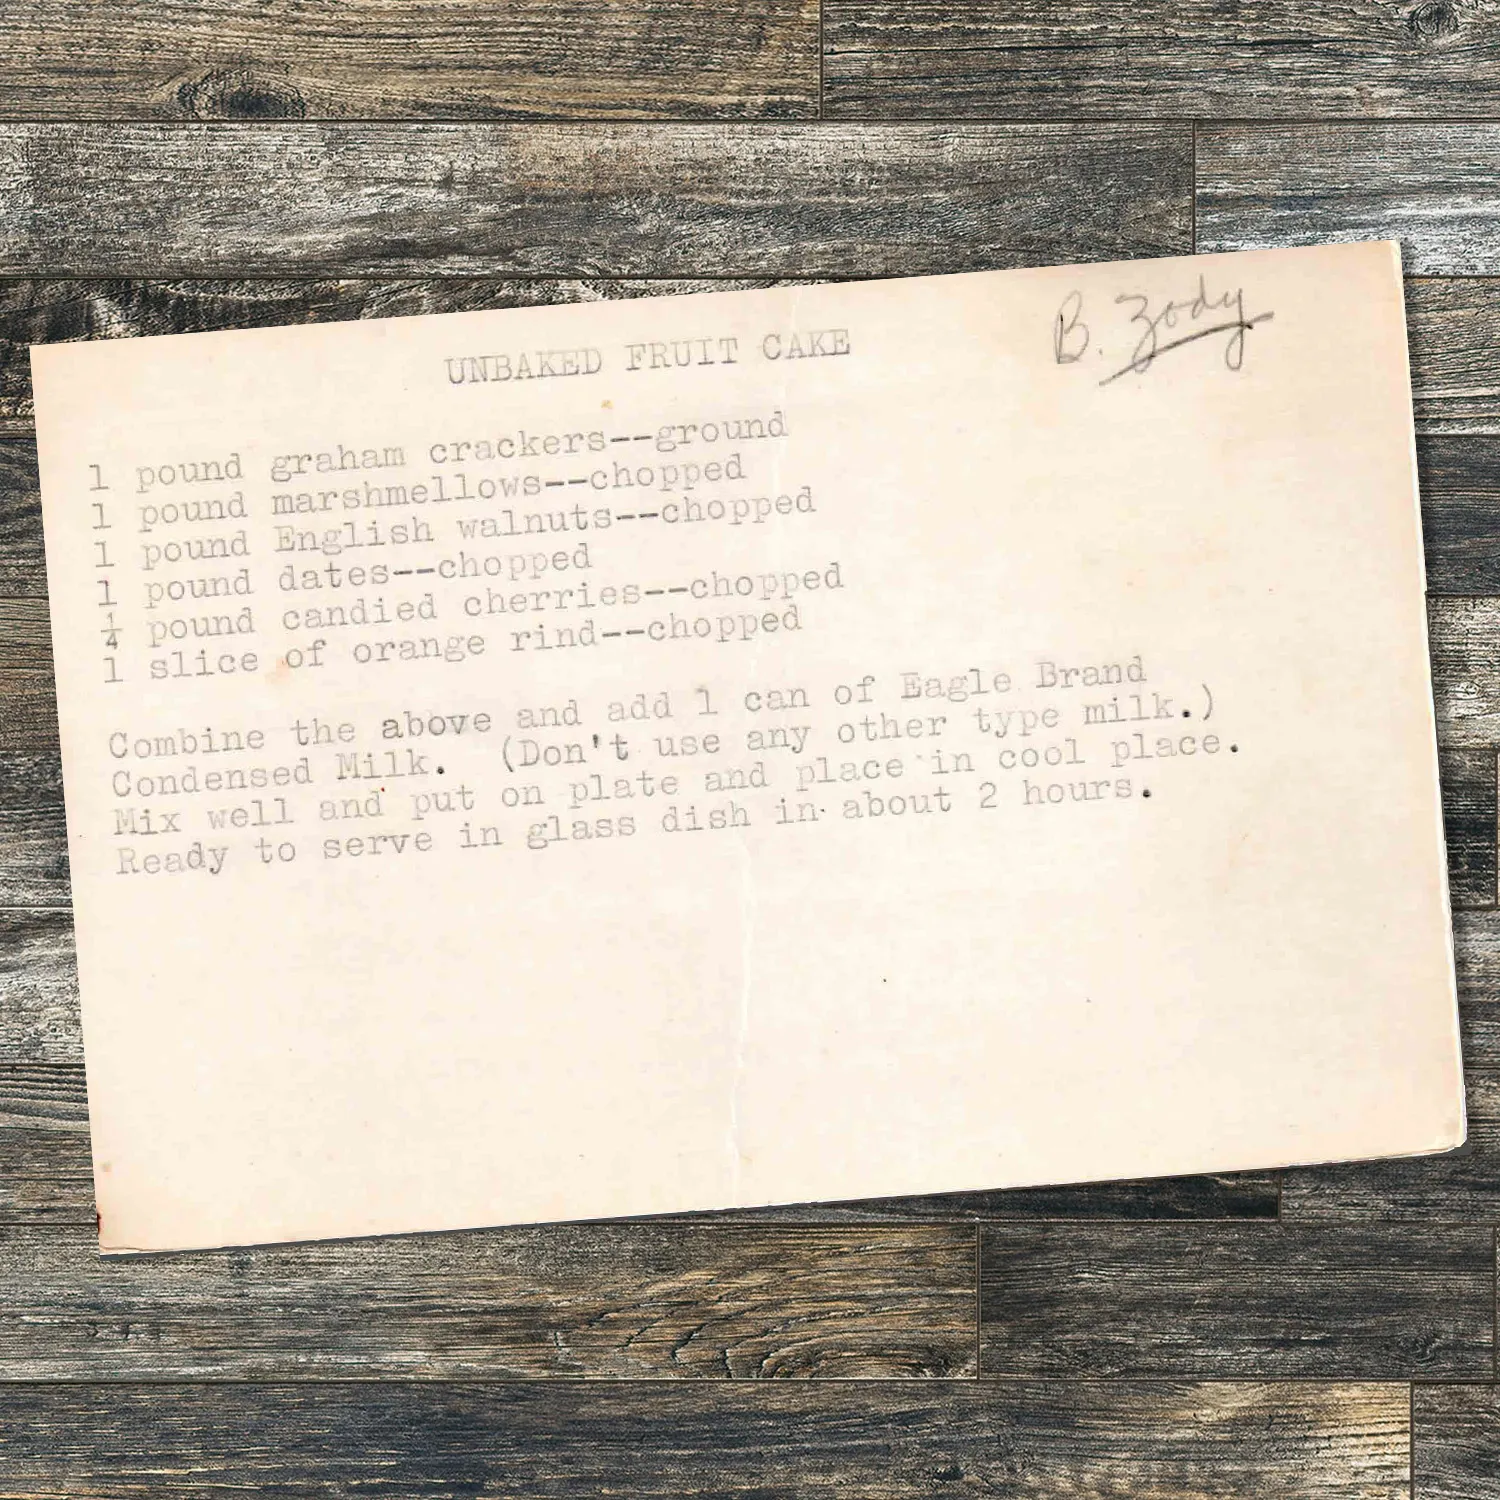 UNBAKED FRUIT CAKE
B. Zody
1 pound graham crackers--ground
1 pound marshmellows--chopped
1 pound English walnuts--chopped
1 pound dates--chopped
¼ pound candied cherries--chopped
1 slice of orange rind--chopped
Combine the above and add 1 can of Eagle Brand
Condensed Milk. (Don't use any other type milk.)
Mix well and put on plate and place in cool place.
Ready to serve in glass dish in about 2 hours.